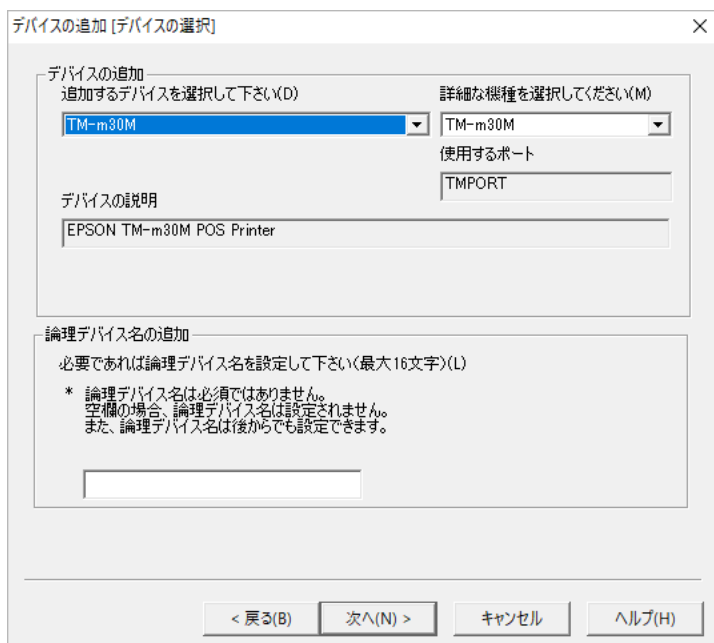 デバイスの追加 [デバイスの選択]
デバイスの追加
追加するデバイスを選択して下さい(D)
詳細な機種を選択してください(M)
TM-m30M
TM-m30M
使用するポート
TMPORT
デバイスの説明
EPSON TM-m30M POS Printer
論理デバイス名の追加
必要であれば論理デバイス名を設定して下さい(最大16文字)(L)
* 論理デバイス名は必須ではありません。
空欄の場合、論理デバイス名は設定されません。
また、論理デバイス名は後からでも設定できます。
< 戻る(B)
次へ(N) >
キャンセル
ヘルプ(H)